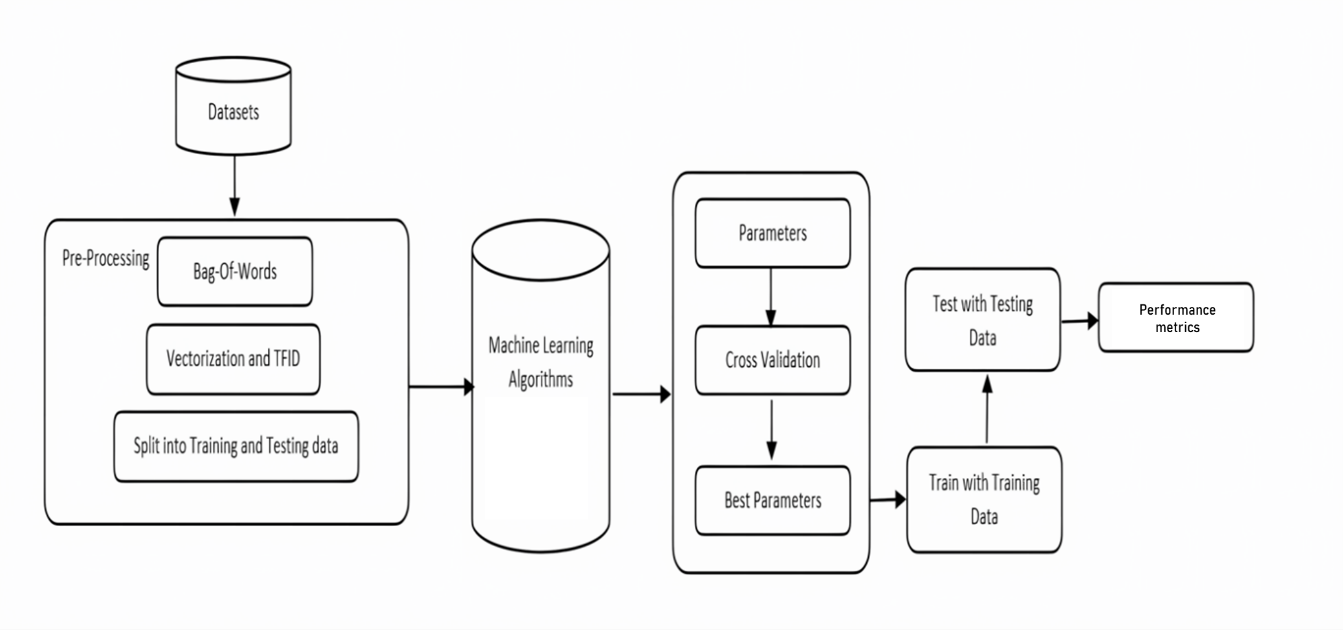 Datasets
Pre-Processing
Bag-Of-Words
Vectorization and TFID
Split into Training and Testing data
Machine Learning
Algorithms
Parameters
Cross Validation
Best Parameters
Train with Training
Data
Test with Testing
Data
Performance
metrics